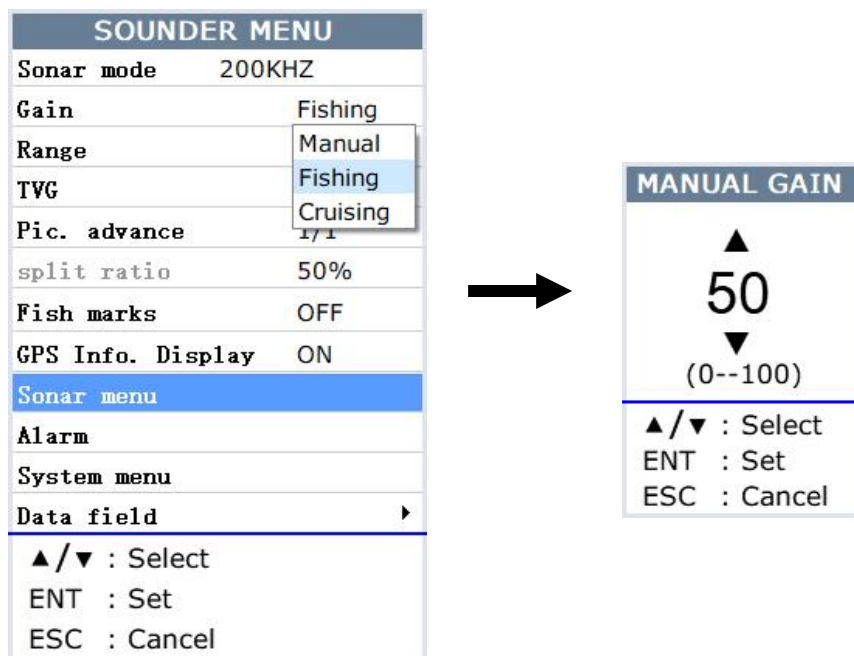 SOUNDER MENU
Sonar mode 200KHZ
Gain Fishing
Range Manual
TVG Fishing
Cruising
Pic. advance 1/1
split ratio 50%
Fish marks OFF
GPS Info. Display ON
Sonar menu
Alarm
System menu
Data field
▲/▼ : Select
ENT : Set
ESC : Cancel
MANUAL GAIN
50
(0--100)
▲/▼ : Select
ENT : Set
ESC : Cancel